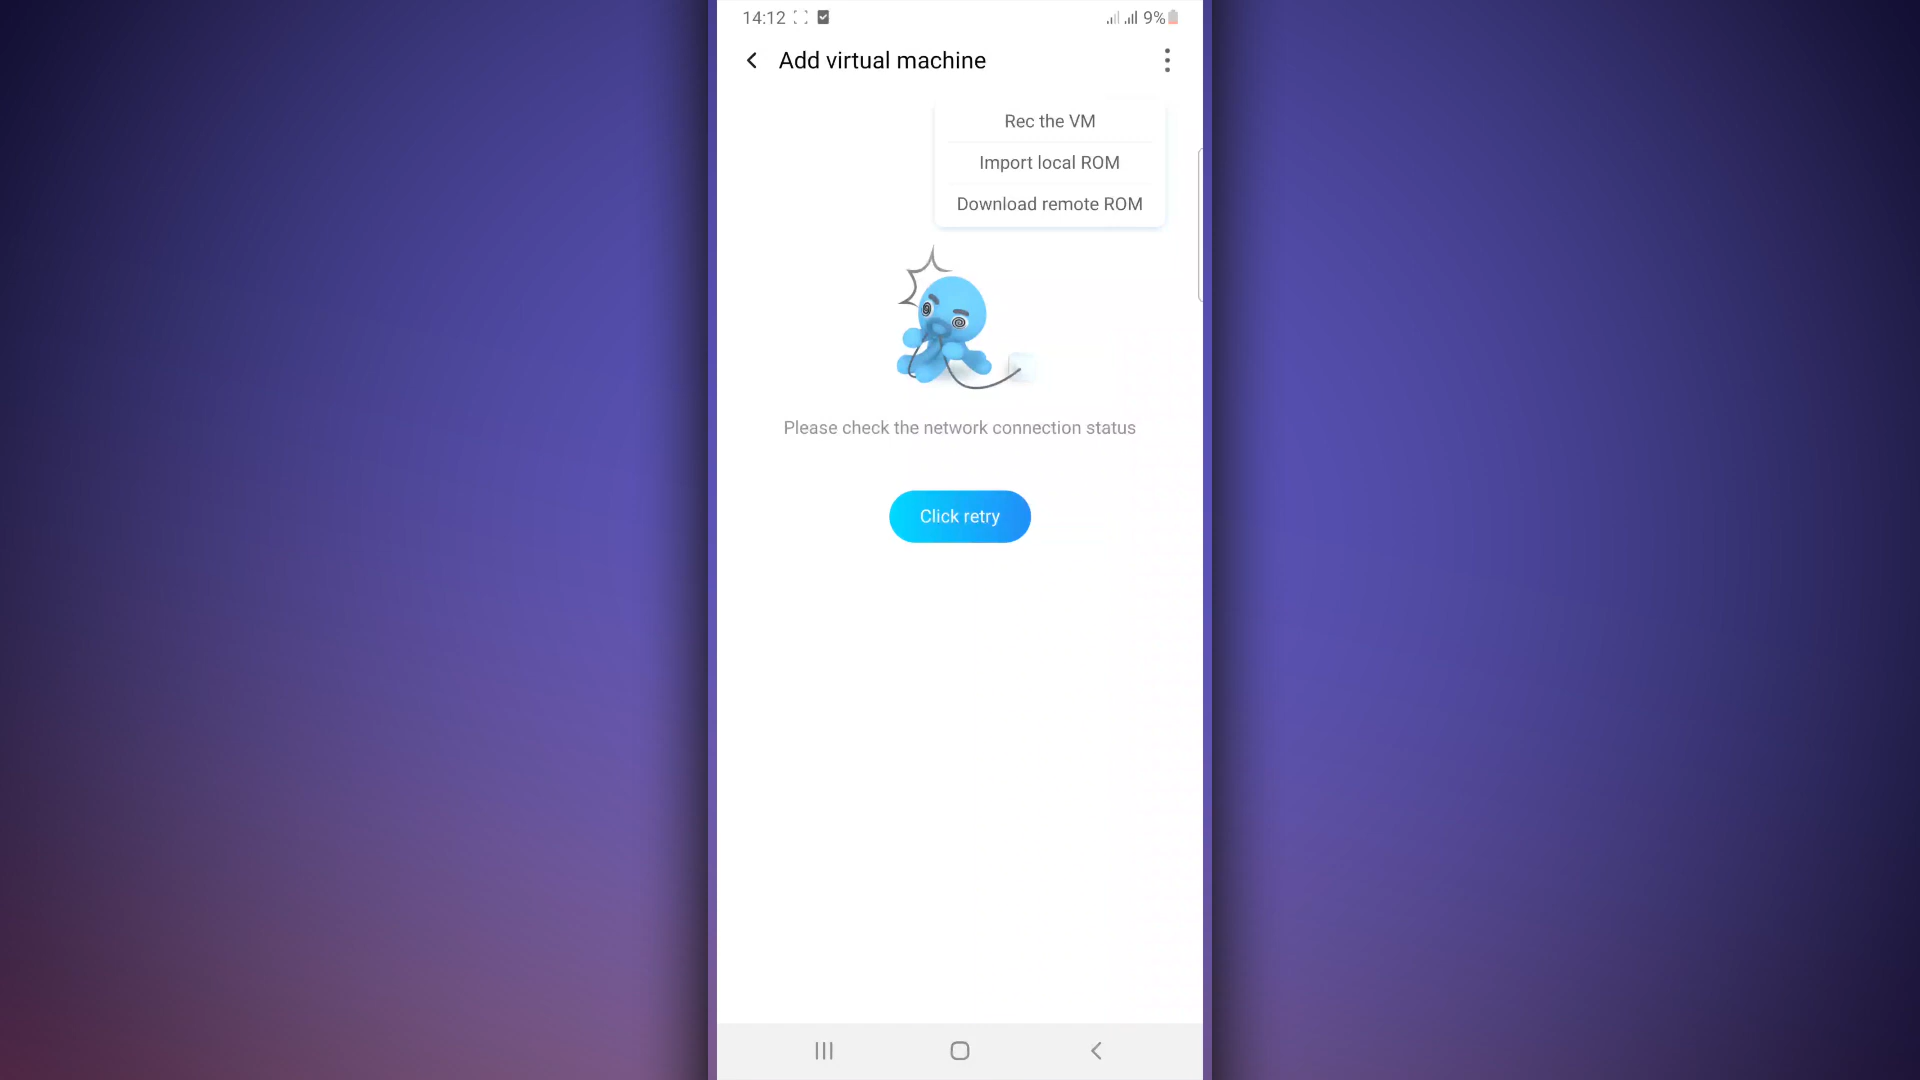 14:12
9%
Add virtual machine
Rec the VM
Import local ROM
Download remote ROM
Please check the network connection status
Click retry